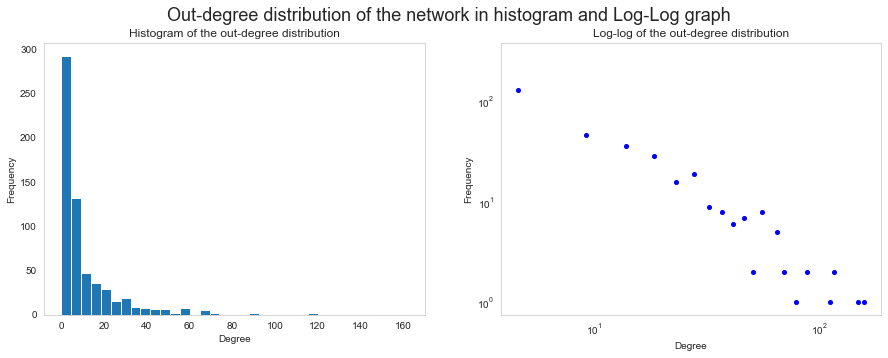 Out-degree distribution of the network in histogram and Log-Log graph
Histogram of the out-degree distribution
300
250
200
150
100
50
0
Frequency
0 20 40 60 80 100 120 140 160
Degree
Log-log of the out-degree distribution
10²
10¹
10⁰
Frequency
10¹ 10²
Degree